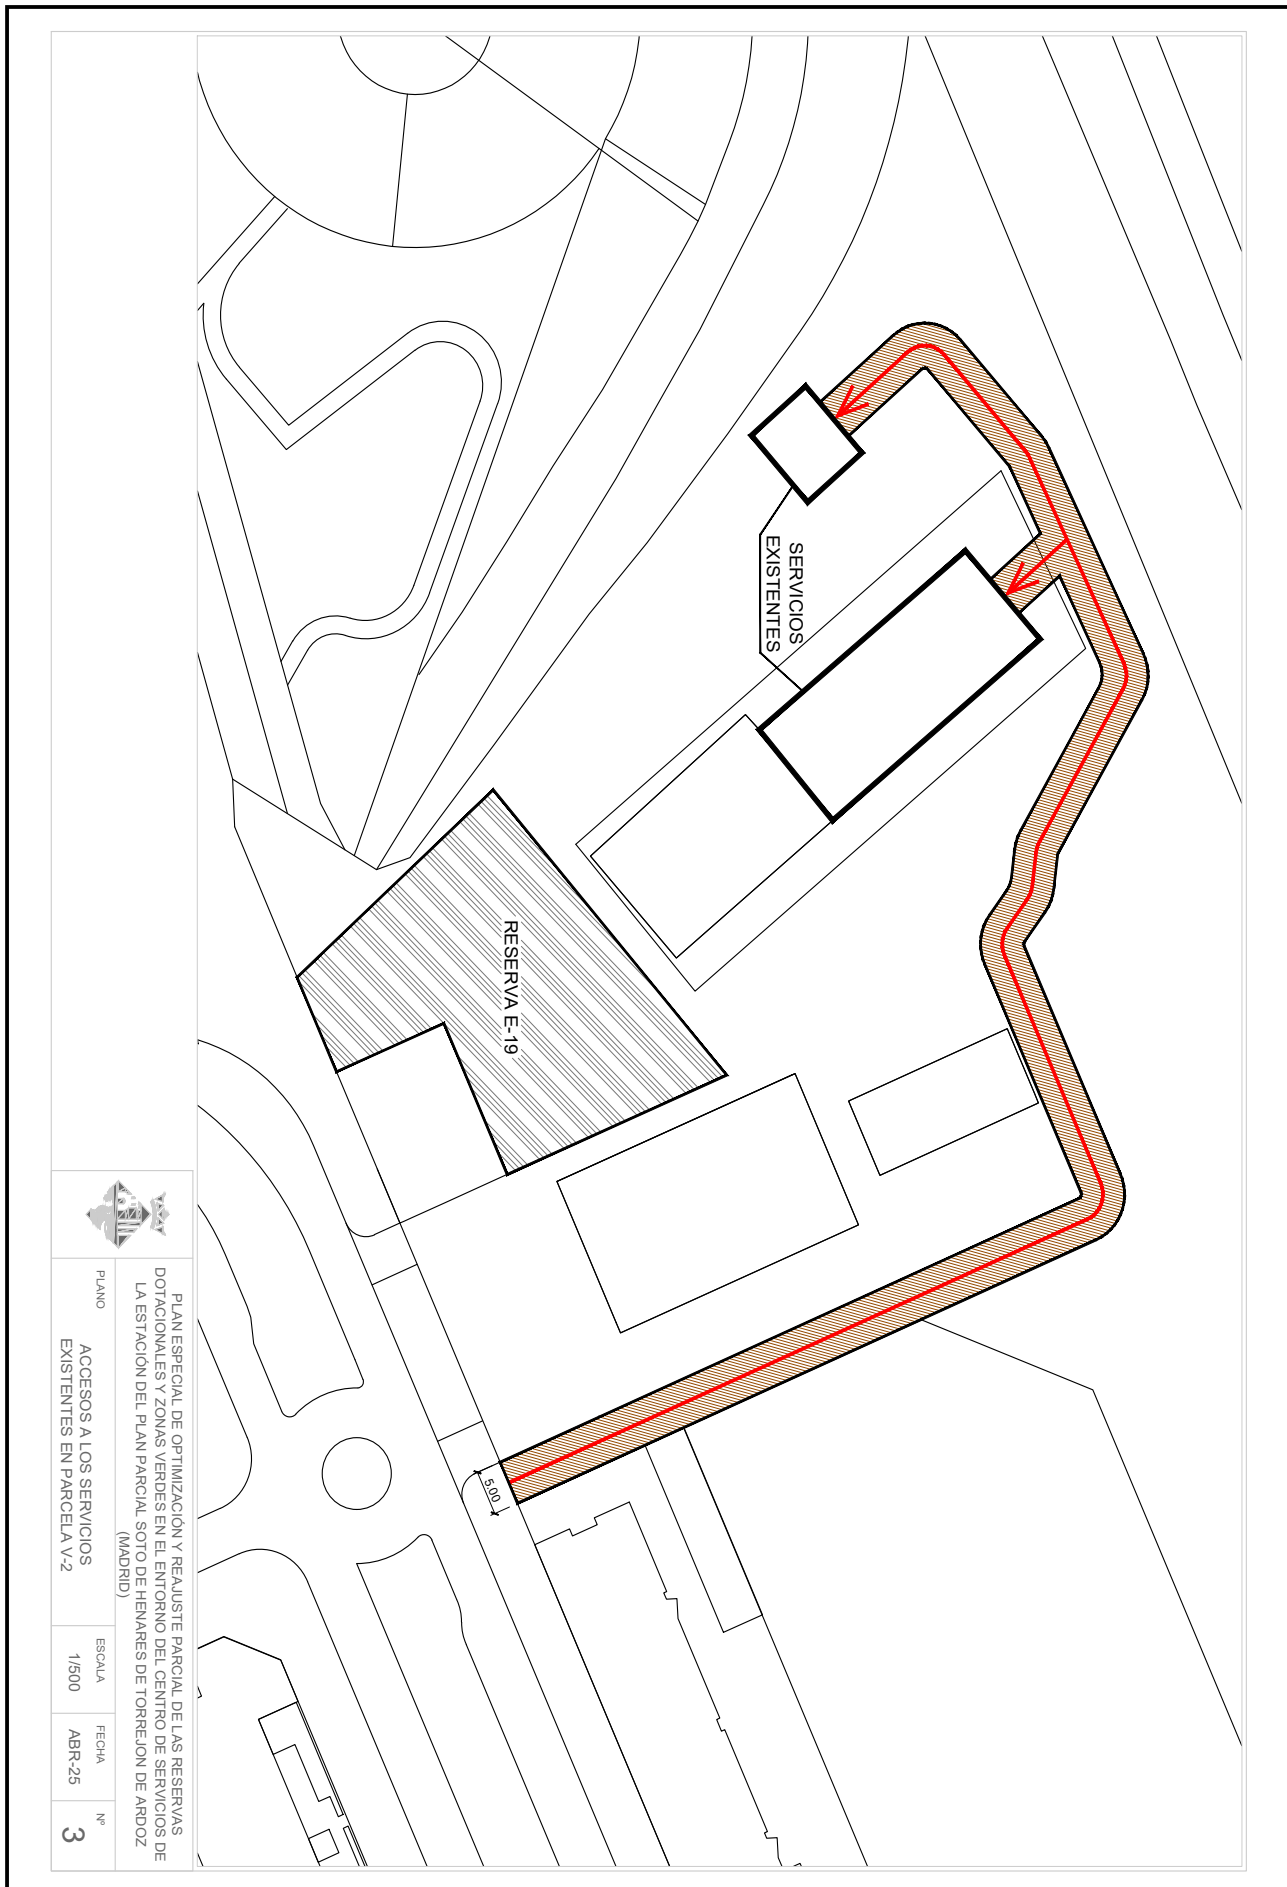 SERVICIOS
EXISTENTES
RESERVA E-19
5.00
PLAN ESPECIAL DE OPTIMIZACIÓN Y REAJUSTE PARCIAL DE LAS RESERVAS
DOTACIONALES Y ZONAS VERDES EN EL ENTORNO DEL CENTRO DE SERVICIOS DE
LA ESTACIÓN DEL PLAN PARCIAL SOTO DE HENARES DE TORREJON DE ARDOZ
(MADRID)
PLANO
ACCESOS A LOS SERVICIOS
EXISTENTES EN PARCELA V-2
ESCALA
1/500
FECHA
ABR-25
Nº
3